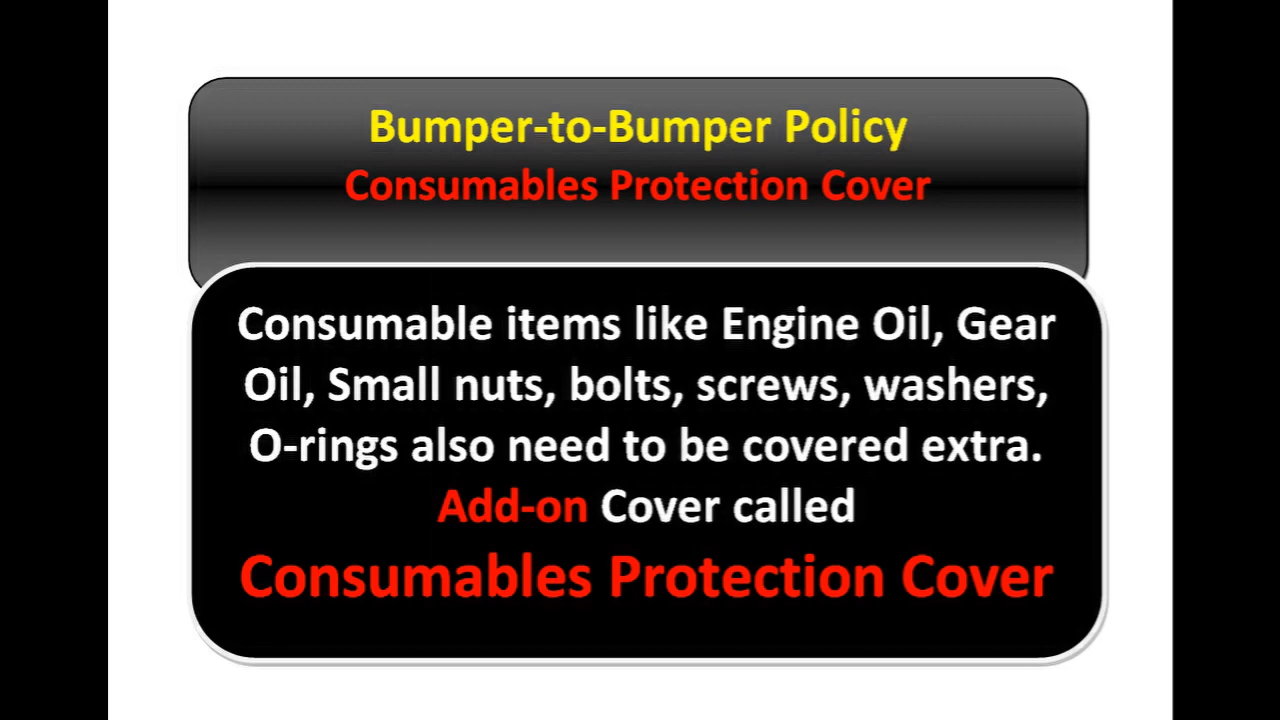 Bumper-to-Bumper Policy
Consumables Protection Cover
Consumable items like Engine Oil, Gear
Oil, Small nuts, bolts, screws, washers,
O-rings also need to be covered extra.
Add-on Cover called
Consumables Protection Cover